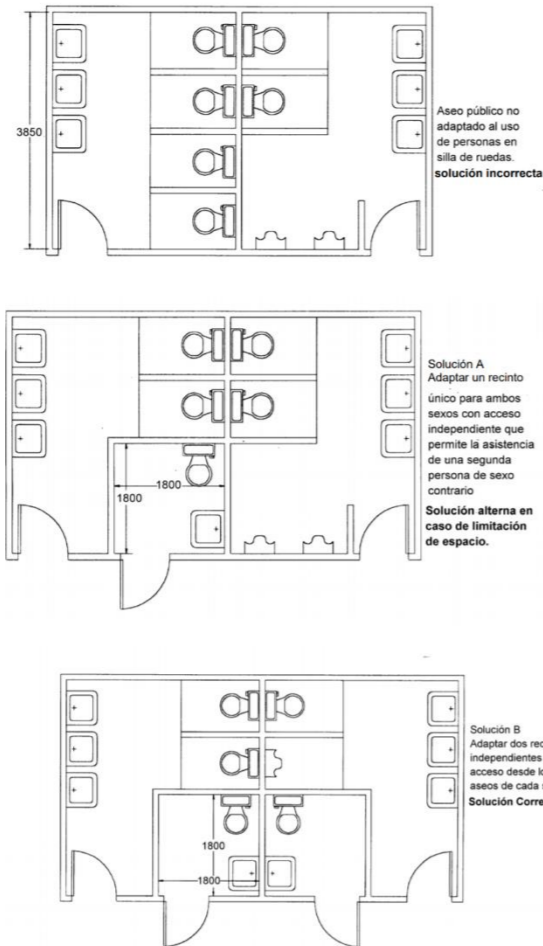 3850
Aseo público no
adaptado al uso
de personas en
silla de ruedas.
solución incorrecta
Solución A
Adaptar un recinto
único para ambos
sexos con acceso
independiente que
permite la asistencia
de una segunda
persona de sexo
contrario
Solución alterna en
caso de limitación
de espacio.
1800
1800
Solución B
Adaptar dos rec
independientes
acceso desde lo
aseos de cada s
Solución Corre
1800
1800